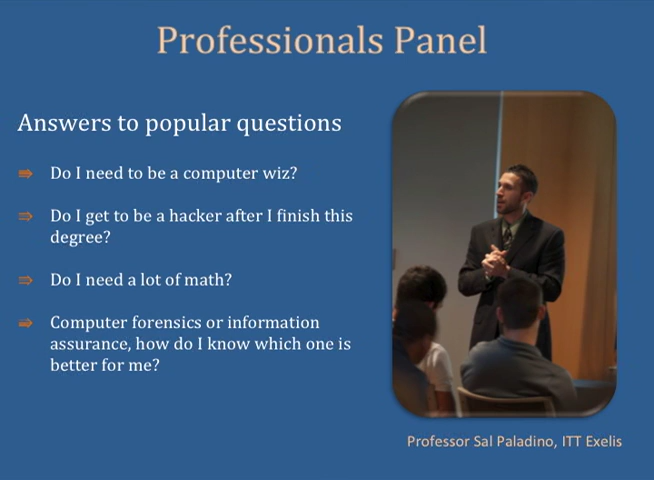 Professionals Panel
Answers to popular questions
Do I need to be a computer wiz?
Do I get to be a hacker after I finish this
degree?
Do I need a lot of math?
Computer forensics or information
assurance, how do I know which one is
better for me?
Professor Sal Paladino, ITT Exelis